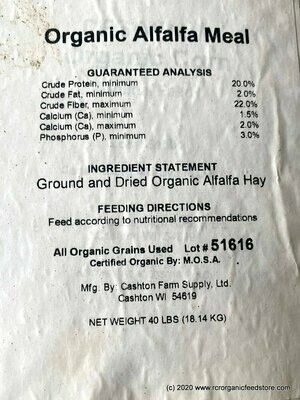 Organic Alfalfa Meal
GUARANTEED ANALYSIS
Crude Protein, minimum 20.0%
Crude Fat, minimum 2.0%
Crude Fiber, maximum 22.0%
Calcium (Ca), minimum 1.5%
Calcium (Ca), maximum 2.0%
Phosphorus (P), minimum 3.0%
INGREDIENT STATEMENT
Ground and Dried Organic Alfalfa Hay
FEEDING DIRECTIONS
Feed according to nutritional recommendations
All Organic Grains Used Lot # 51616
Certified Organic By: M.O.S.A.
Mfg. By: Cashton Farm Supply, Ltd.
Cashton WI 54619
NET WEIGHT 40 LBS (18.14 KG)
(c) 2020 www.rcrorganicfeedstore.com